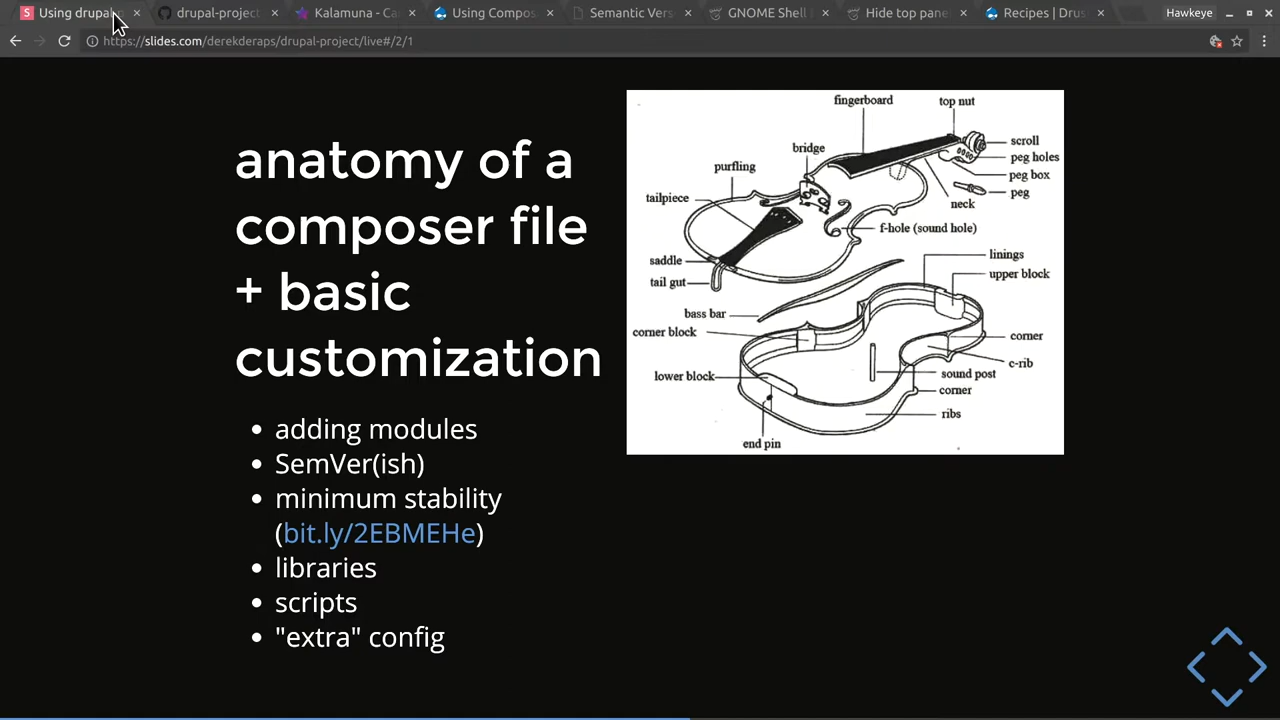 Using drupal-p
drupal-project
Kalamuna - Ca
Using Compos
Semantic Vers
GNOME Shell
Hide top pane
Recipes | Drus
Hawkeye
https://slides.com/derekderaps/drupal-project/live#/2/1
anatomy of a
composer file
+ basic
customization
adding modules
SemVer(ish)
minimum stability
(bit.ly/2EBMEHe)
libraries
scripts
"extra" config
fingerboard
top nut
scroll
bridge
peg holes
purfling
peg box
peg
tailpiece
neck
f-hole (sound hole)
saddle
linings
upper block
tail gut
bass bar
corner block
corner
c-rib
lower block
sound post
corner
ribs
end pin